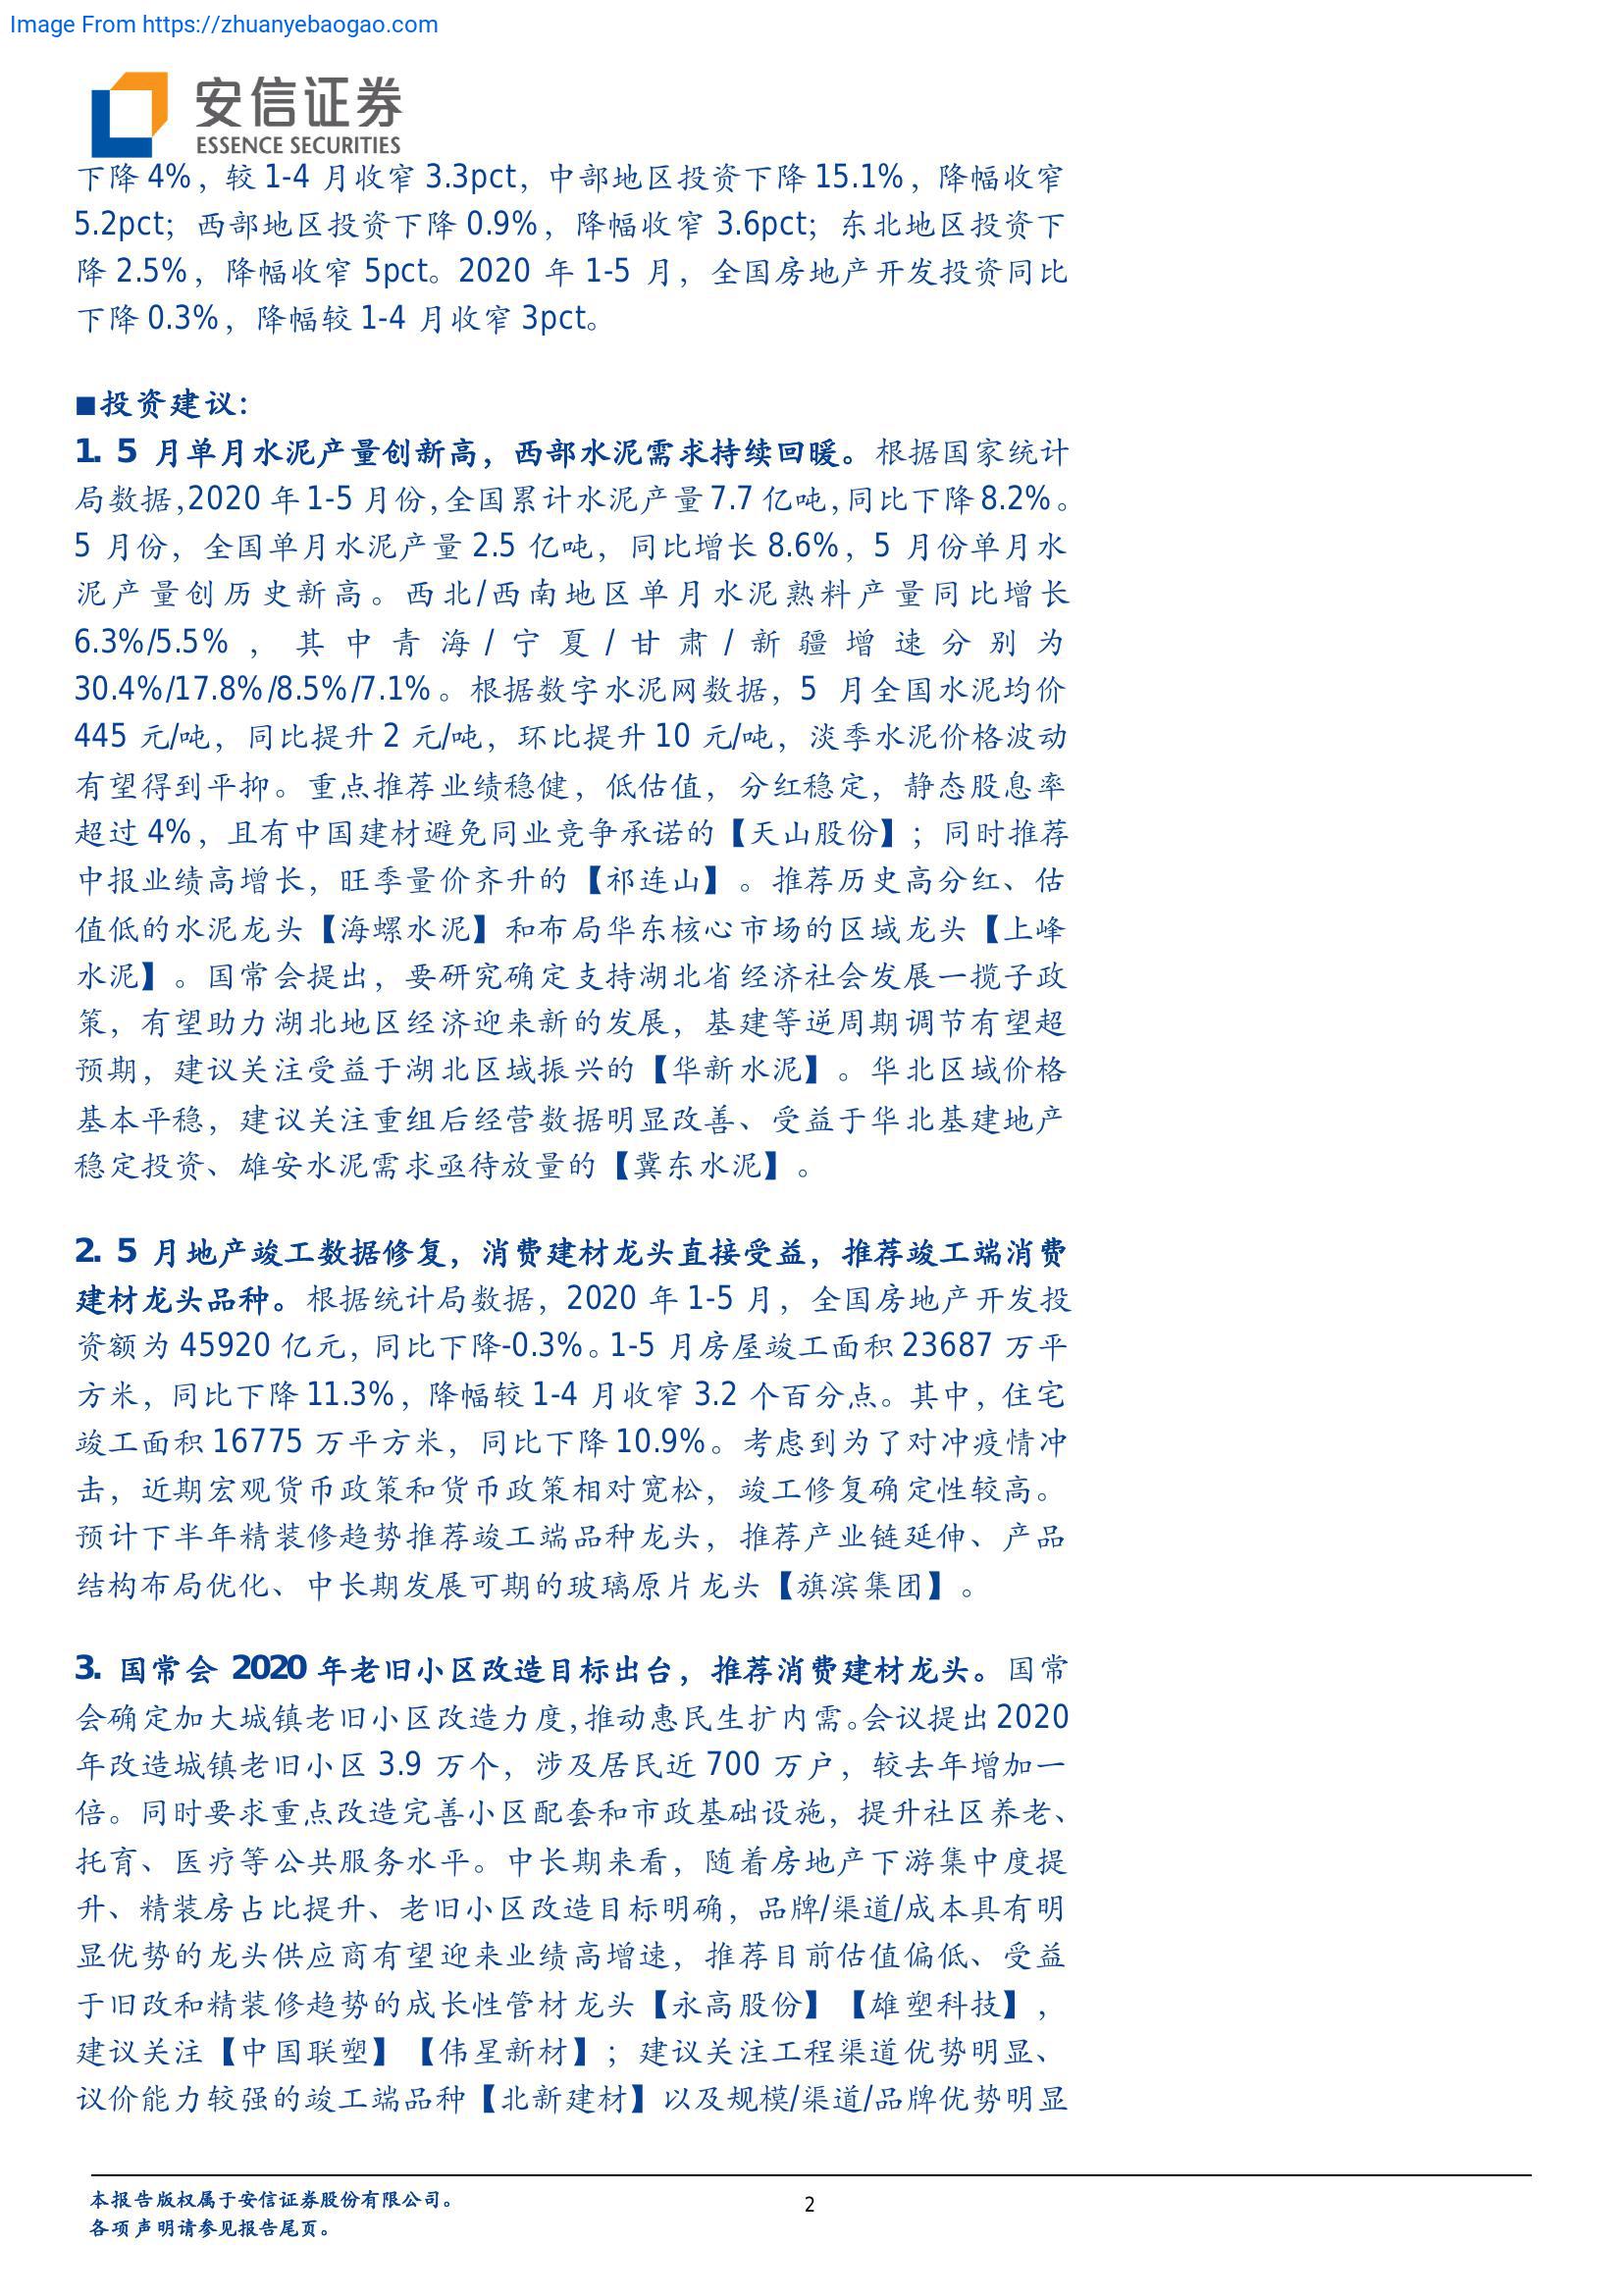 Image From https://zhuanyebaogao.com
安信证券
ESSENCE SECURITIES
下降 4%，较 1-4 月收窄 3.3pct，中部地区投资下降 15.1%，降幅收窄
5.2pct；西部地区投资下降 0.9%，降幅收窄 3.6pct；东北地区投资下
降 2.5%，降幅收窄 5pct。2020 年 1-5 月，全国房地产开发投资同比
下降 0.3%，降幅较 1-4 月收窄 3pct。
■投资建议：
1. 5 月单月水泥产量创新高，西部水泥需求持续回暖。根据国家统计
局数据，2020 年 1-5 月份，全国累计水泥产量 7.7 亿吨，同比下降 8.2%。
5 月份，全国单月水泥产量 2.5 亿吨，同比增长 8.6%，5 月份单月水
泥产量创历史新高。西北/西南地区单月水泥熟料产量同比增长
6.3%/5.5%，其中青海/宁夏/甘肃/新疆增速分别为
30.4%/17.8%/8.5%/7.1%。根据数字水泥网数据，5 月全国水泥均价
445 元/吨，同比提升 2 元/吨，环比提升 10 元/吨，淡季水泥价格波动
有望得到平抑。重点推荐业绩稳健，低估值，分红稳定，静态股息率
超过 4%，且有中国建材避免同业竞争承诺的【天山股份】；同时推荐
中报业绩高增长，旺季量价齐升的【祁连山】。推荐历史高分红、估
值低的水泥龙头【海螺水泥】和布局华东核心市场的区域龙头【上峰
水泥】。国常会提出，要研究确定支持湖北省经济社会发展一揽子政
策，有望助力湖北地区经济迎来新的发展，基建等逆周期调节有望超
预期，建议关注受益于湖北区域振兴的【华新水泥】。华北区域价格
基本平稳，建议关注重组后经营数据明显改善、受益于华北基建地产
稳定投资、雄安水泥需求亟待放量的【冀东水泥】。
2. 5 月地产竣工数据修复，消费建材龙头直接受益，推荐竣工端消费
建材龙头品种。根据统计局数据，2020 年 1-5 月，全国房地产开发投
资额为 45920 亿元，同比下降-0.3%。1-5 月房屋竣工面积 23687 万平
方米，同比下降 11.3%，降幅较 1-4 月收窄 3.2 个百分点。其中，住宅
竣工面积 16775 万平方米，同比下降 10.9%。考虑到为了对冲疫情冲
击，近期宏观货币政策和货币政策相对宽松，竣工修复确定性较高。
预计下半年精装修趋势推荐竣工端品种龙头，推荐产业链延伸、产品
结构布局优化、中长期发展可期的玻璃原片龙头【旗滨集团】。
3. 国常会 2020 年老旧小区改造目标出台，推荐消费建材龙头。国常
会确定加大城镇老旧小区改造力度，推动惠民生扩内需。会议提出 2020
年改造城镇老旧小区 3.9 万个，涉及居民近 700 万户，较去年增加一
倍。同时要求重点改造完善小区配套和市政基础设施，提升社区养老、
托育、医疗等公共服务水平。中长期来看，随着房地产下游集中度提
升、精装房占比提升、老旧小区改造目标明确，品牌/渠道/成本具有明
显优势的龙头供应商有望迎来业绩高增速，推荐目前估值偏低、受益
于旧改和精装修趋势的成长性管材龙头【永高股份】【雄塑科技】，
建议关注【中国联塑】【伟星新材】；建议关注工程渠道优势明显、
议价能力较强的竣工端品种【北新建材】以及规模/渠道/品牌优势明显
本报告版权属于安信证券股份有限公司。
2
各项声明请参见报告尾页。